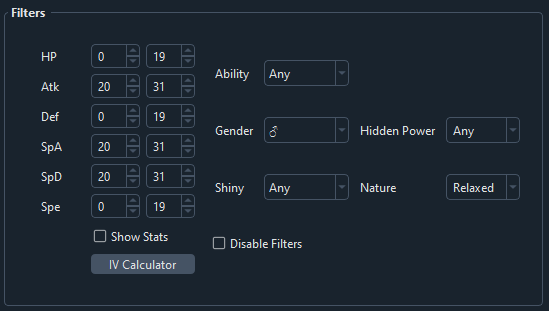 Filters
HP 0 19
Atk 20 31
Def 0 19
SpA 20 31
SpD 20 31
Spe 0 19
Show Stats
IV Calculator
Ability Any
Gender ♂ Hidden Power Any
Shiny Any Nature Relaxed
Disable Filters